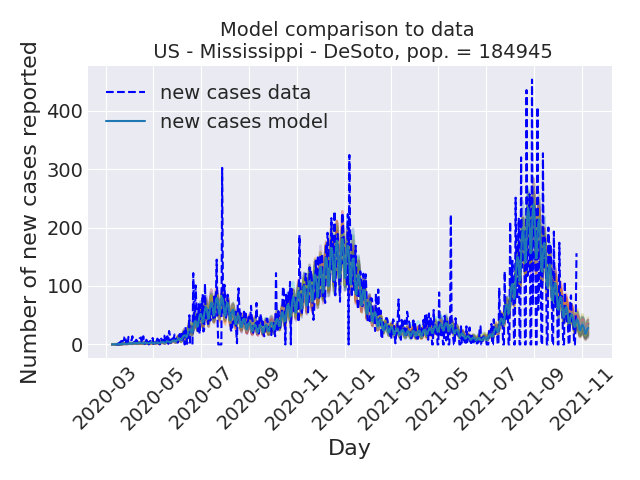 Model comparison to data
US - Mississippi - DeSoto, pop. = 184945
Number of new cases reported
400
300
200
100
0
new cases data
new cases model
2020-03
2020-05
2020-07
2020-09
2020-11
2021-01
2021-03
2021-05
2021-07
2021-09
2021-11
Day